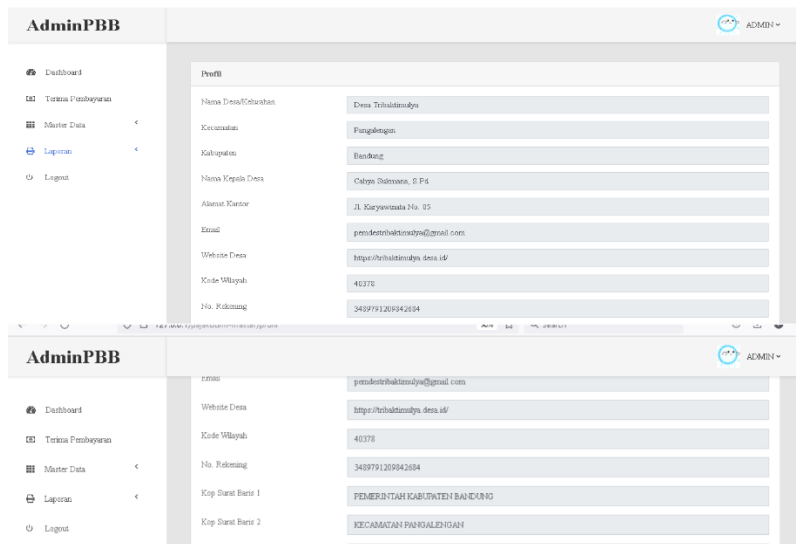 AdminPBB
ADMIN
Dashboard
Terima Pembayaran
Master Data
Laporan
Logout
Profil
Nama Desa/Kelurahan Desa Tribaktimulya
Kecamatan Pangalengan
Kabupaten Bandung
Nama Kepala Desa Cahya Sukmana, S.Pd
Alamat Kantor Jl. Karyawinata No. 05
Email pemdestribaktimulya@gmail.com
Website Desa https://tribaktimulya.desa.id/
Kode Wilayah 40378
No. Rekening 3489791209842684
AdminPBB
ADMIN
Dashboard
Terima Pembayaran
Master Data
Laporan
Logout
Email pemdestribaktimulya@gmail.com
Website Desa https://tribaktimulya.desa.id/
Kode Wilayah 40378
No. Rekening 3489791209842684
Kop Surat Baris 1 PEMERINTAH KABUPATEN BANDUNG
Kop Surat Baris 2 KECAMATAN PANGALENGAN